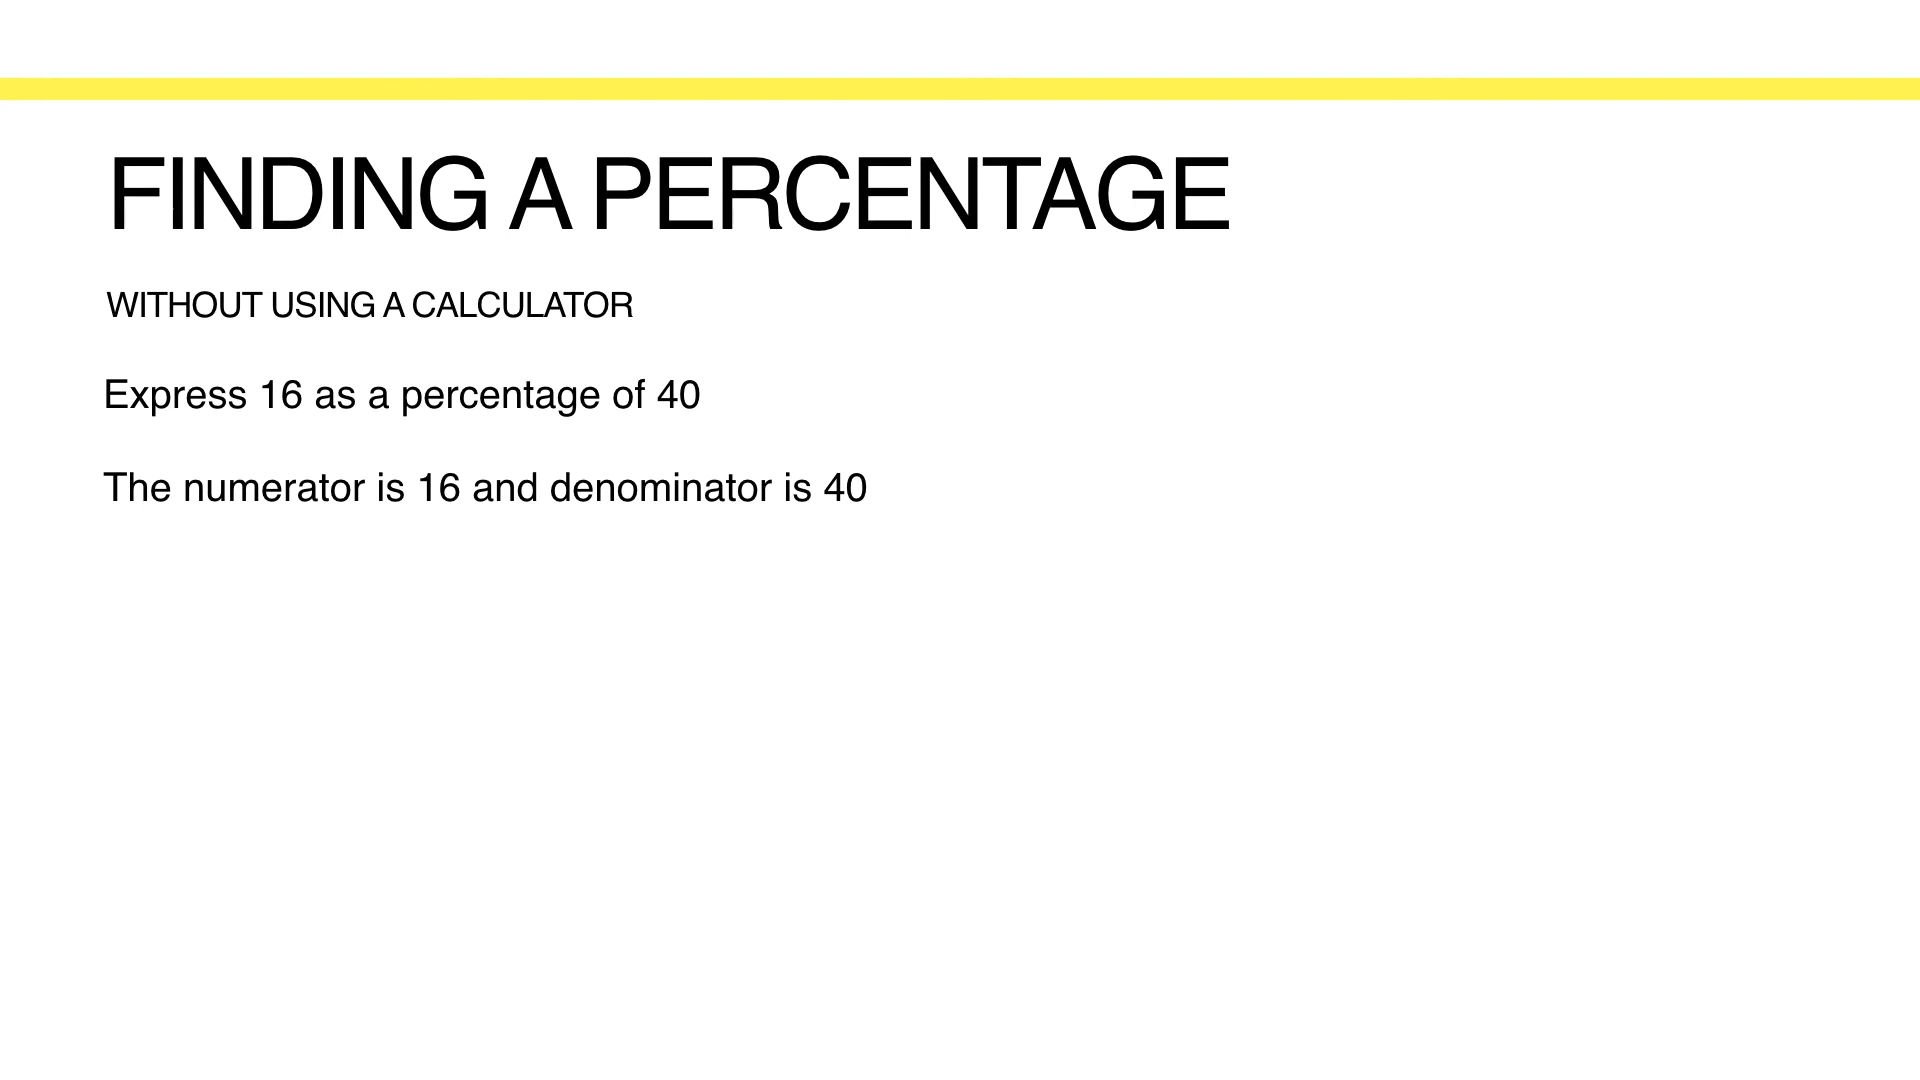 FINDING A PERCENTAGE
WITHOUT USING A CALCULATOR
Express 16 as a percentage of 40
The numerator is 16 and denominator is 40